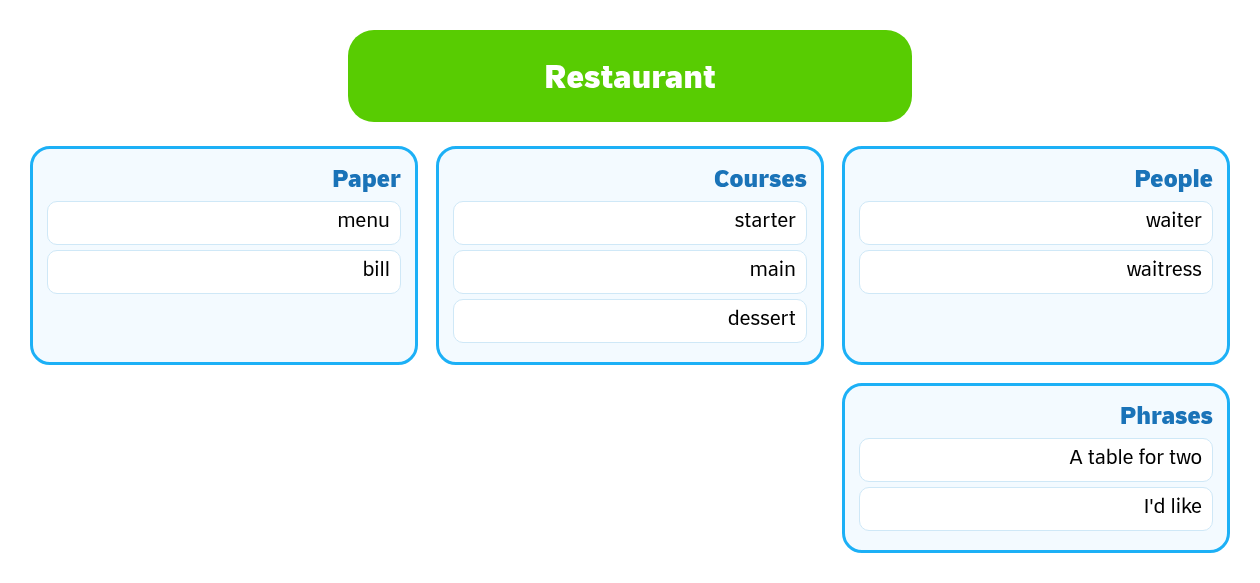 Restaurant
People
waiter
waitress
Courses
starter
main
dessert
Paper
menu
bill
Phrases
A table for two
I'd like